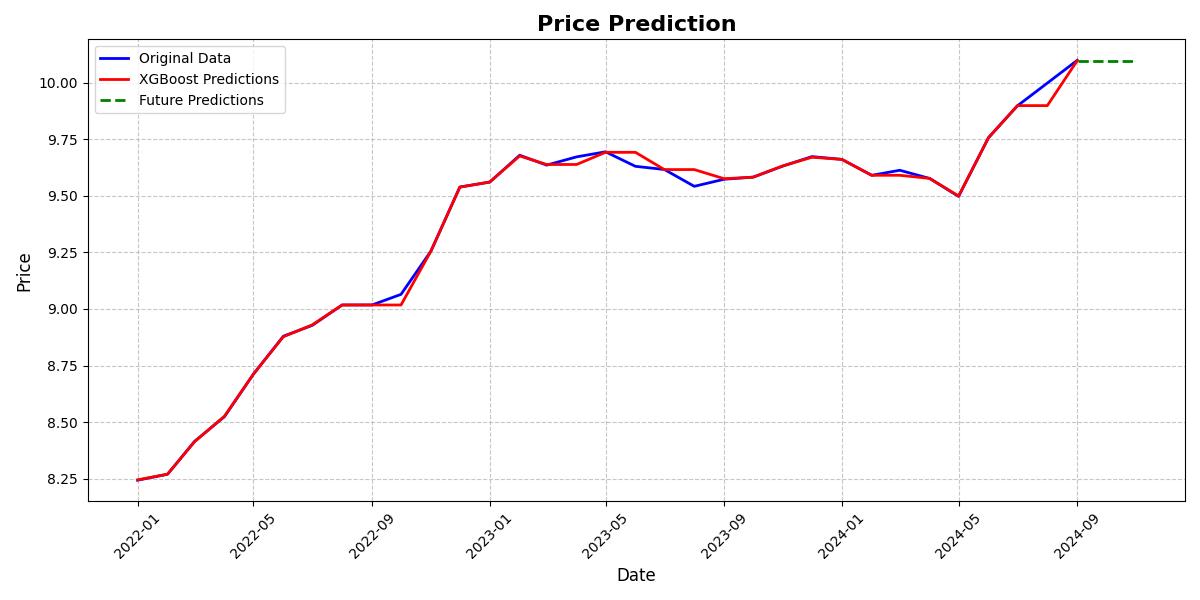 Price Prediction
Original Data
XGBoost Predictions
Future Predictions
Price
10.00
9.75
9.50
9.25
9.00
8.75
8.50
8.25
2022-01
2022-05
2022-09
2023-01
2023-05
2023-09
2024-01
2024-05
2024-09
Date